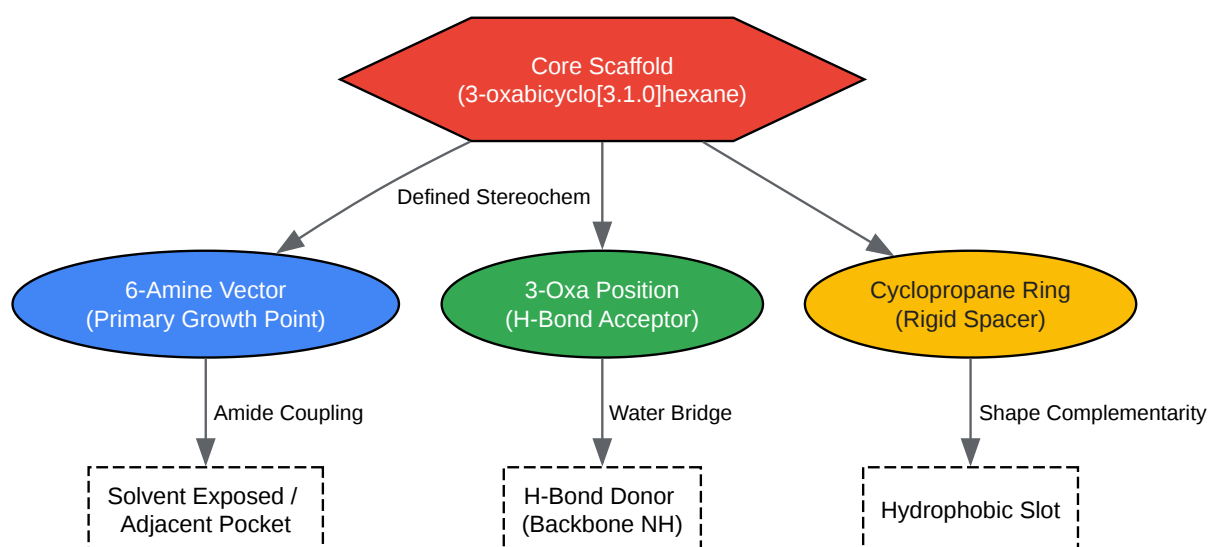 Core Scaffold
(3-oxabicyclo[3.1.0]hexane)
Defined Stereochem
6-Amine Vector
(Primary Growth Point)
3-Oxa Position
(H-Bond Acceptor)
Cyclopropane Ring
(Rigid Spacer)
Amide Coupling
Water Bridge
Shape Complementarity
Solvent Exposed /
Adjacent Pocket
H-Bond Donor
(Backbone NH)
Hydrophobic Slot